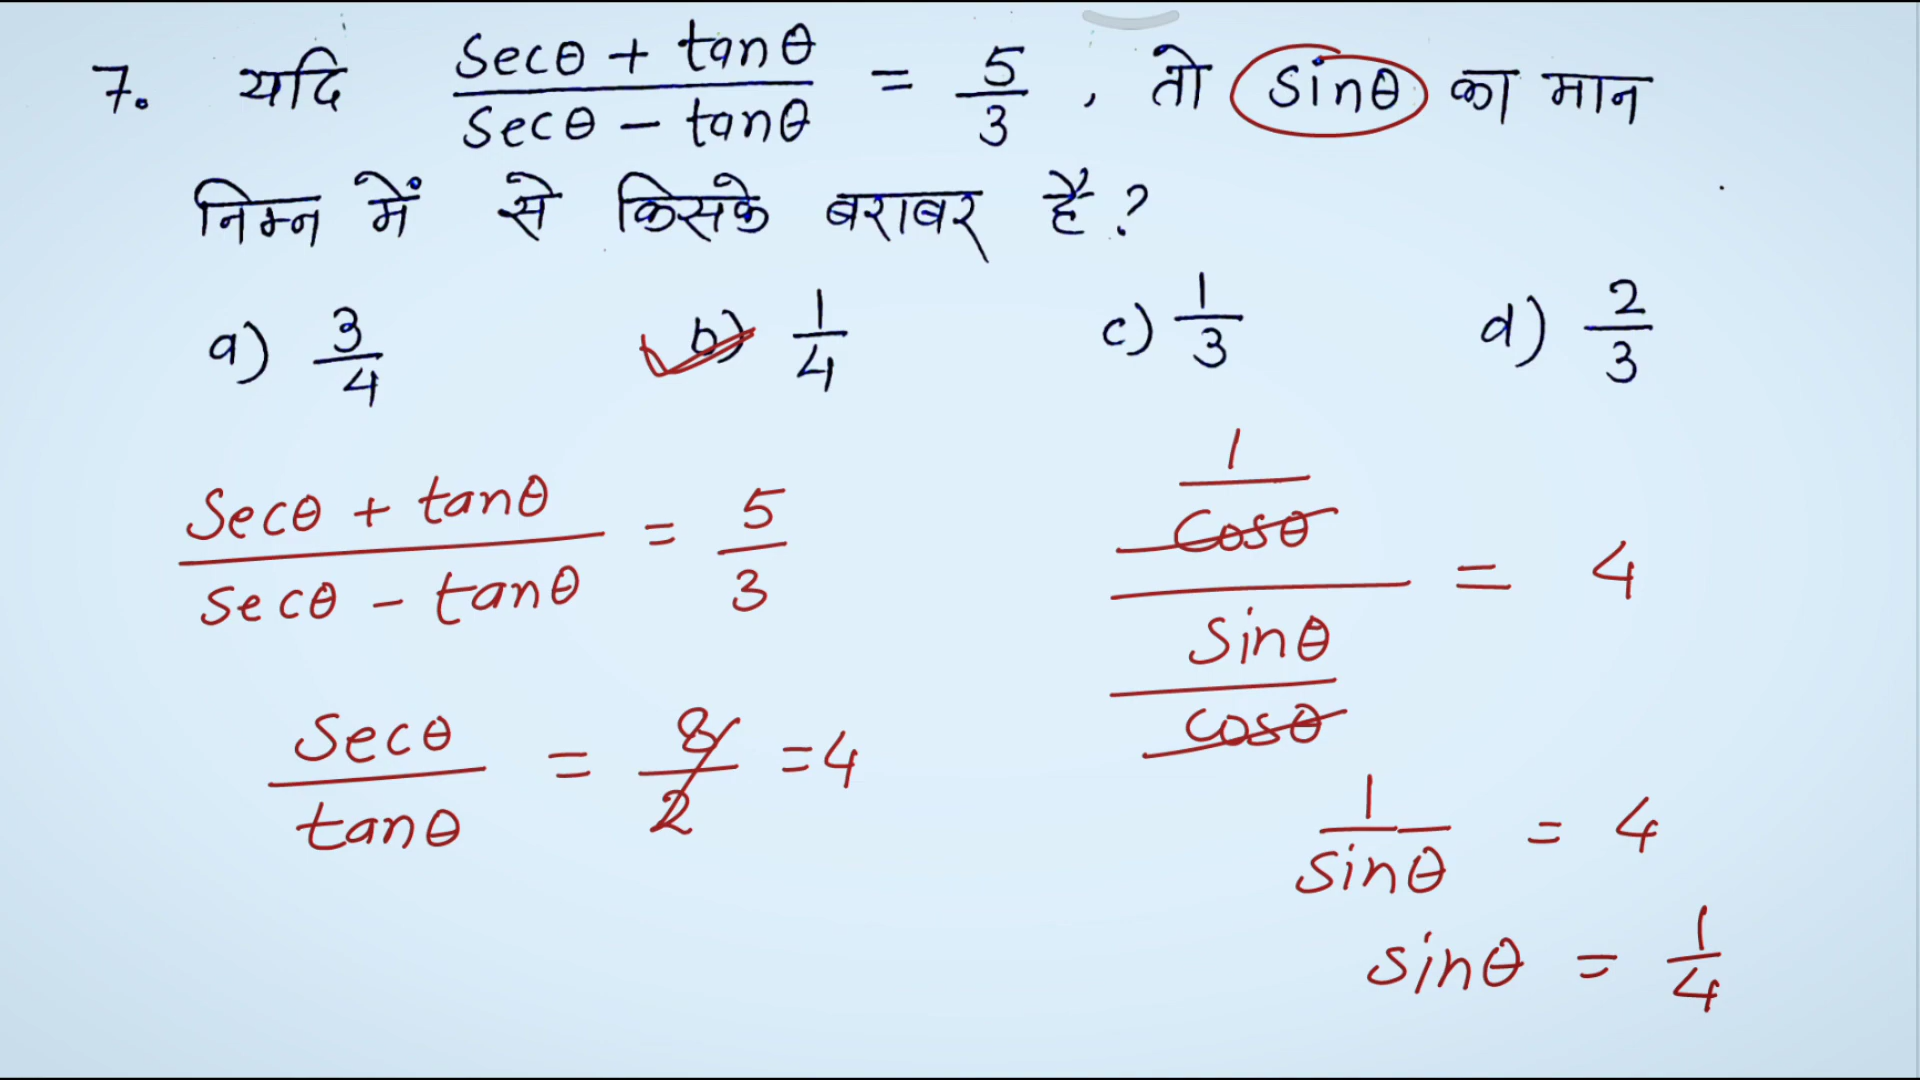 7. यदि (secθ + tanθ)/(secθ − tanθ) = 5/3 , तो sinθ का मान
निम्न में से किसके बराबर है ?
a) 3/4 b) 1/4 c) 1/3 d) 2/3
(secθ + tanθ)/(secθ − tanθ) = 5/3
(1/cosθ)/(sinθ/cosθ) = 4
secθ/tanθ = 8/2 = 4
1/sinθ = 4
sinθ = 1/4